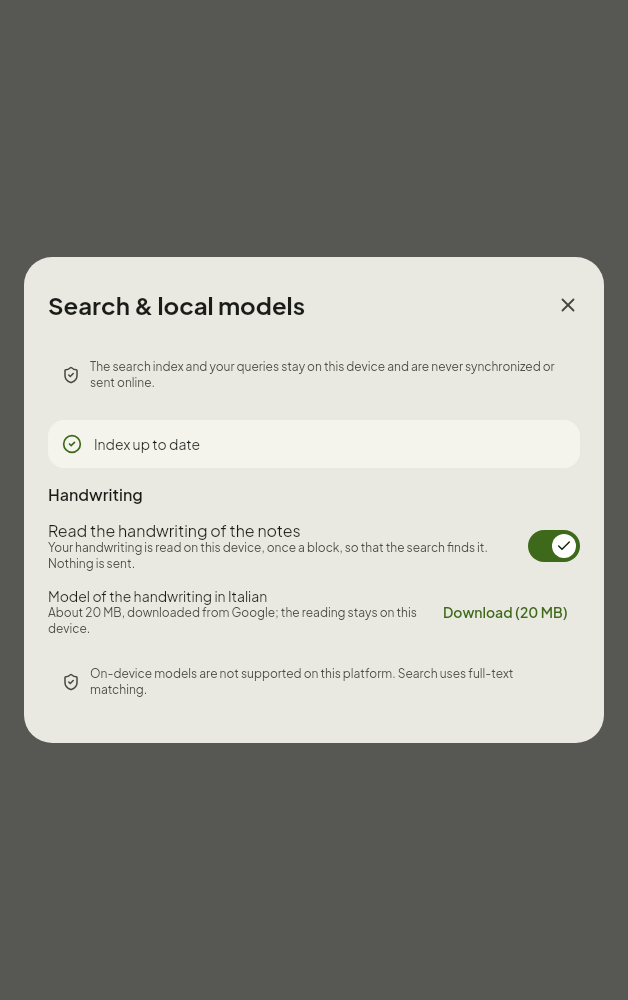 Search & local models
The search index and your queries stay on this device and are never synchronized or
sent online.
Index up to date
Handwriting
Read the handwriting of the notes
Your handwriting is read on this device, once a block, so that the search finds it.
Nothing is sent.
Model of the handwriting in Italian
About 20 MB, downloaded from Google; the reading stays on this
device.
Download (20 MB)
On-device models are not supported on this platform. Search uses full-text
matching.